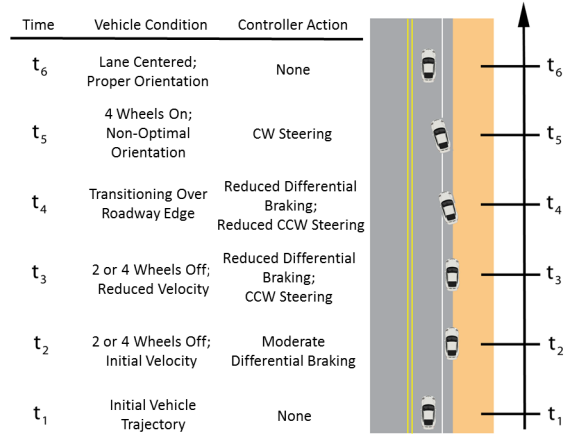 Time Vehicle Condition Controller Action
t6 Lane Centered;
Proper Orientation None t6
t5 4 Wheels On;
Non-Optimal
Orientation CW Steering t5
t4 Transitioning Over
Roadway Edge Reduced Differential
Braking;
Reduced CCW Steering t4
t3 2 or 4 Wheels Off;
Reduced Velocity Reduced Differential
Braking;
CCW Steering t3
t2 2 or 4 Wheels Off;
Initial Velocity Moderate
Differential Braking t2
t1 Initial Vehicle
Trajectory None t1